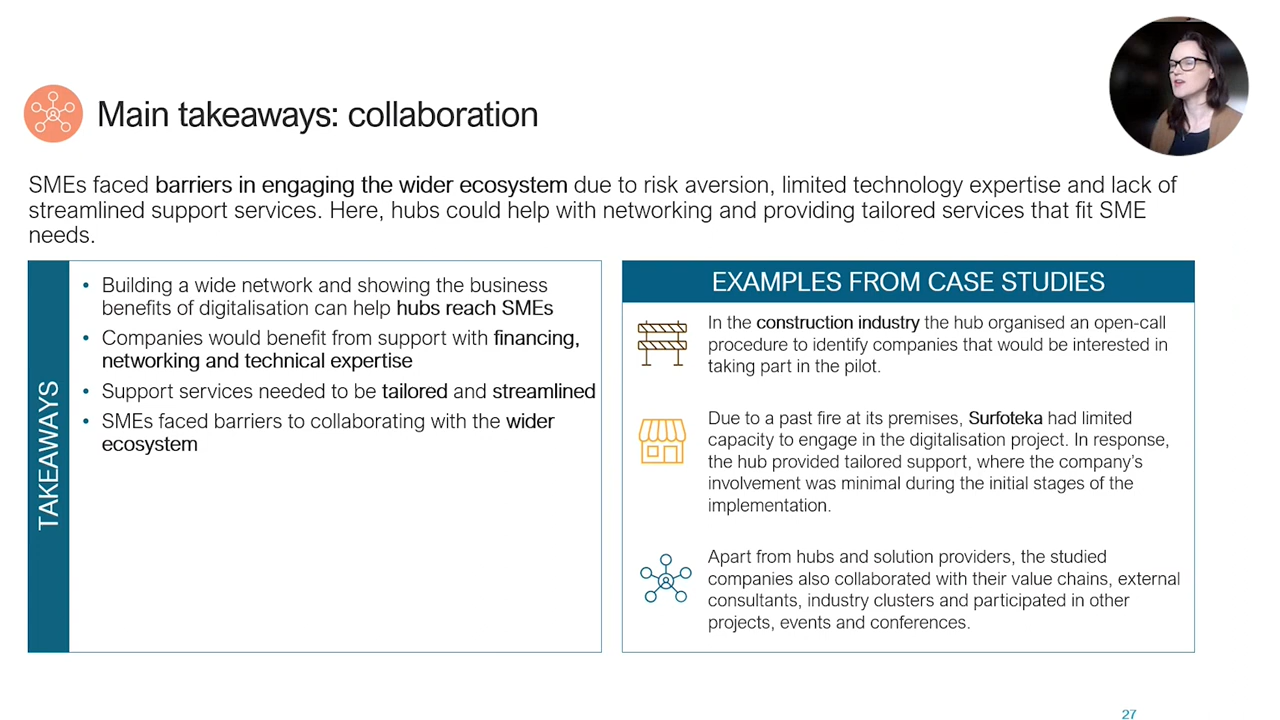 Main takeaways: collaboration
SMEs faced barriers in engaging the wider ecosystem due to risk aversion, limited technology expertise and lack of
streamlined support services. Here, hubs could help with networking and providing tailored services that fit SME
needs.
TAKEAWAYS
• Building a wide network and showing the business
benefits of digitalisation can help hubs reach SMEs
• Companies would benefit from support with financing,
networking and technical expertise
• Support services needed to be tailored and streamlined
• SMEs faced barriers to collaborating with the wider
ecosystem
EXAMPLES FROM CASE STUDIES
In the construction industry the hub organised an open-call
procedure to identify companies that would be interested in
taking part in the pilot.
Due to a past fire at its premises, Surfoteka had limited
capacity to engage in the digitalisation project. In response,
the hub provided tailored support, where the company's
involvement was minimal during the initial stages of the
implementation.
Apart from hubs and solution providers, the studied
companies also collaborated with their value chains, external
consultants, industry clusters and participated in other
projects, events and conferences.
27